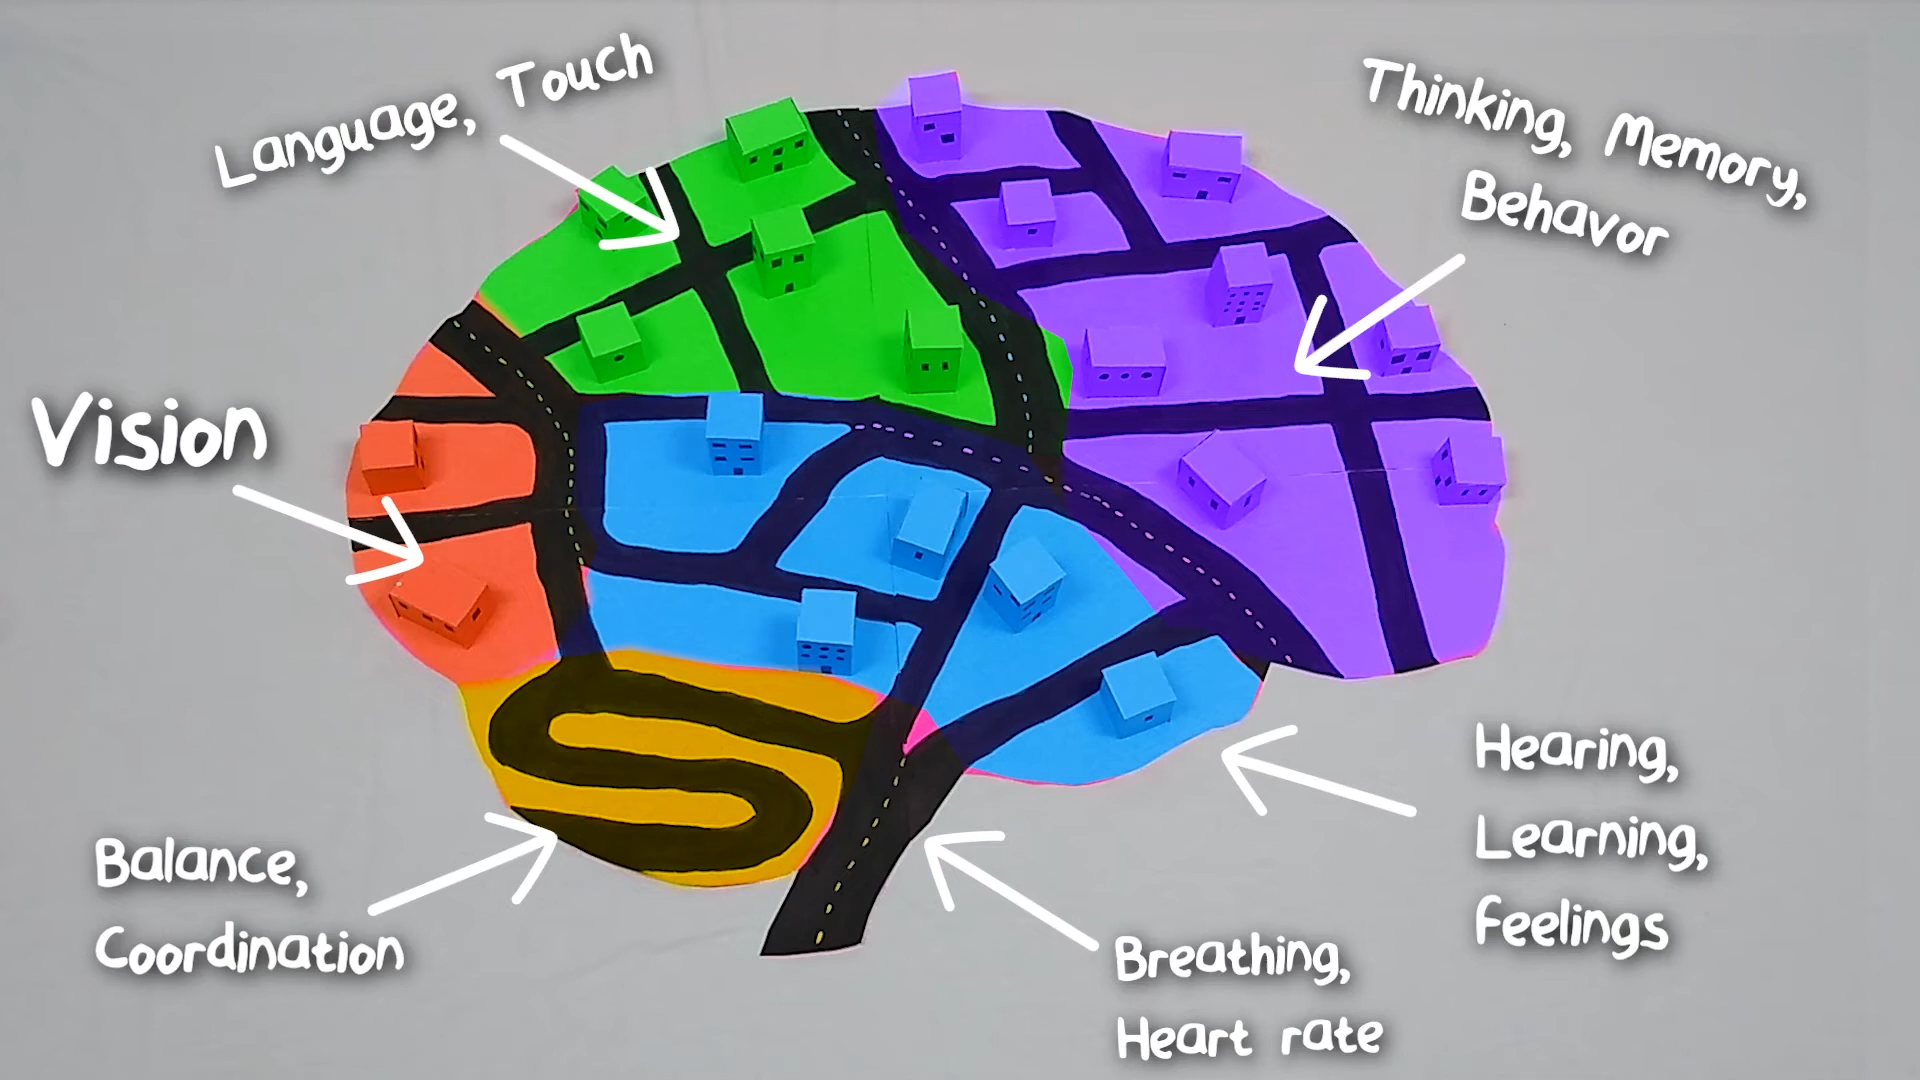 Language, Touch
Thinking, Memory,
Behavor
Vision
Hearing,
Learning,
Feelings
Balance,
Coordination
Breathing,
Heart rate